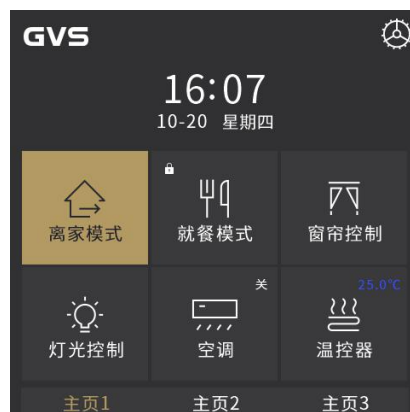 GVS
16:07
10-20 星期四
离家模式
就餐模式
窗帘控制
关
25.0℃
灯光控制
空调
温控器
主页1
主页2
主页3